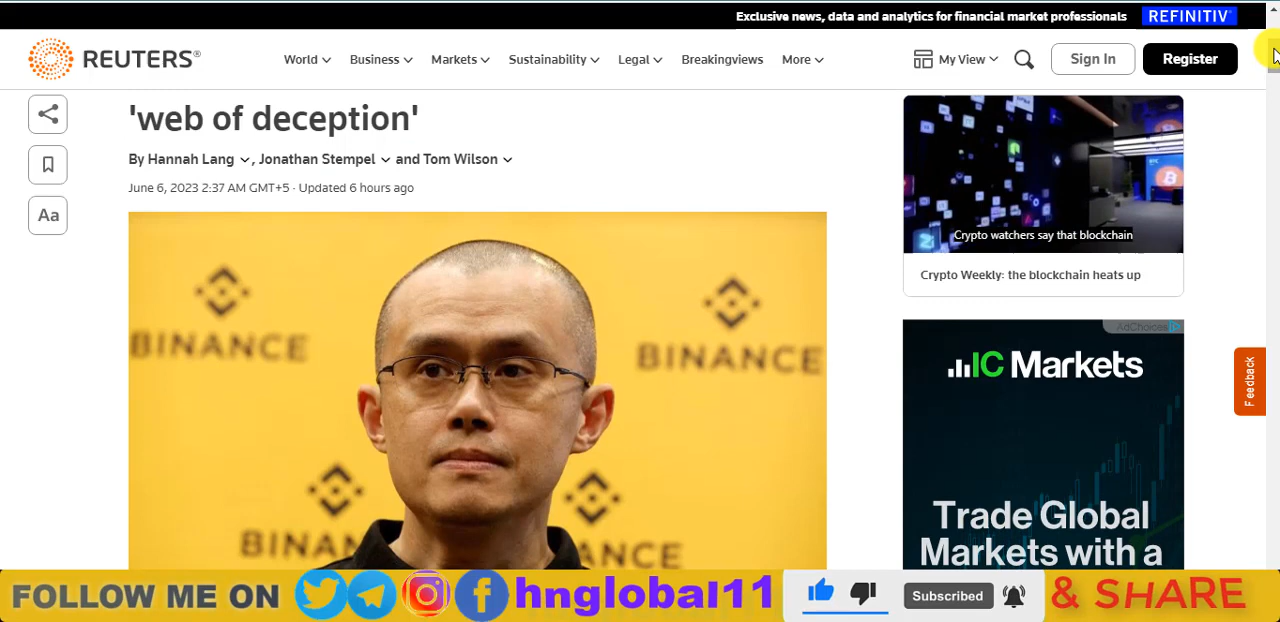 Exclusive news, data and analytics for financial market professionals REFINITIV
REUTERS®
World Business Markets Sustainability Legal Breakingviews More
My View Sign In Register
'web of deception'
By Hannah Lang , Jonathan Stempel and Tom Wilson
June 6, 2023 2:37 AM GMT+5 · Updated 6 hours ago
Aa
BINANCE
BINANCE
BINAN
NANCE
Crypto watchers say that blockchain
Crypto Weekly: the blockchain heats up
AdChoices
IC Markets
Trade Global
Markets with a
Feedback
FOLLOW ME ON hnglobal11 Subscribed & SHARE